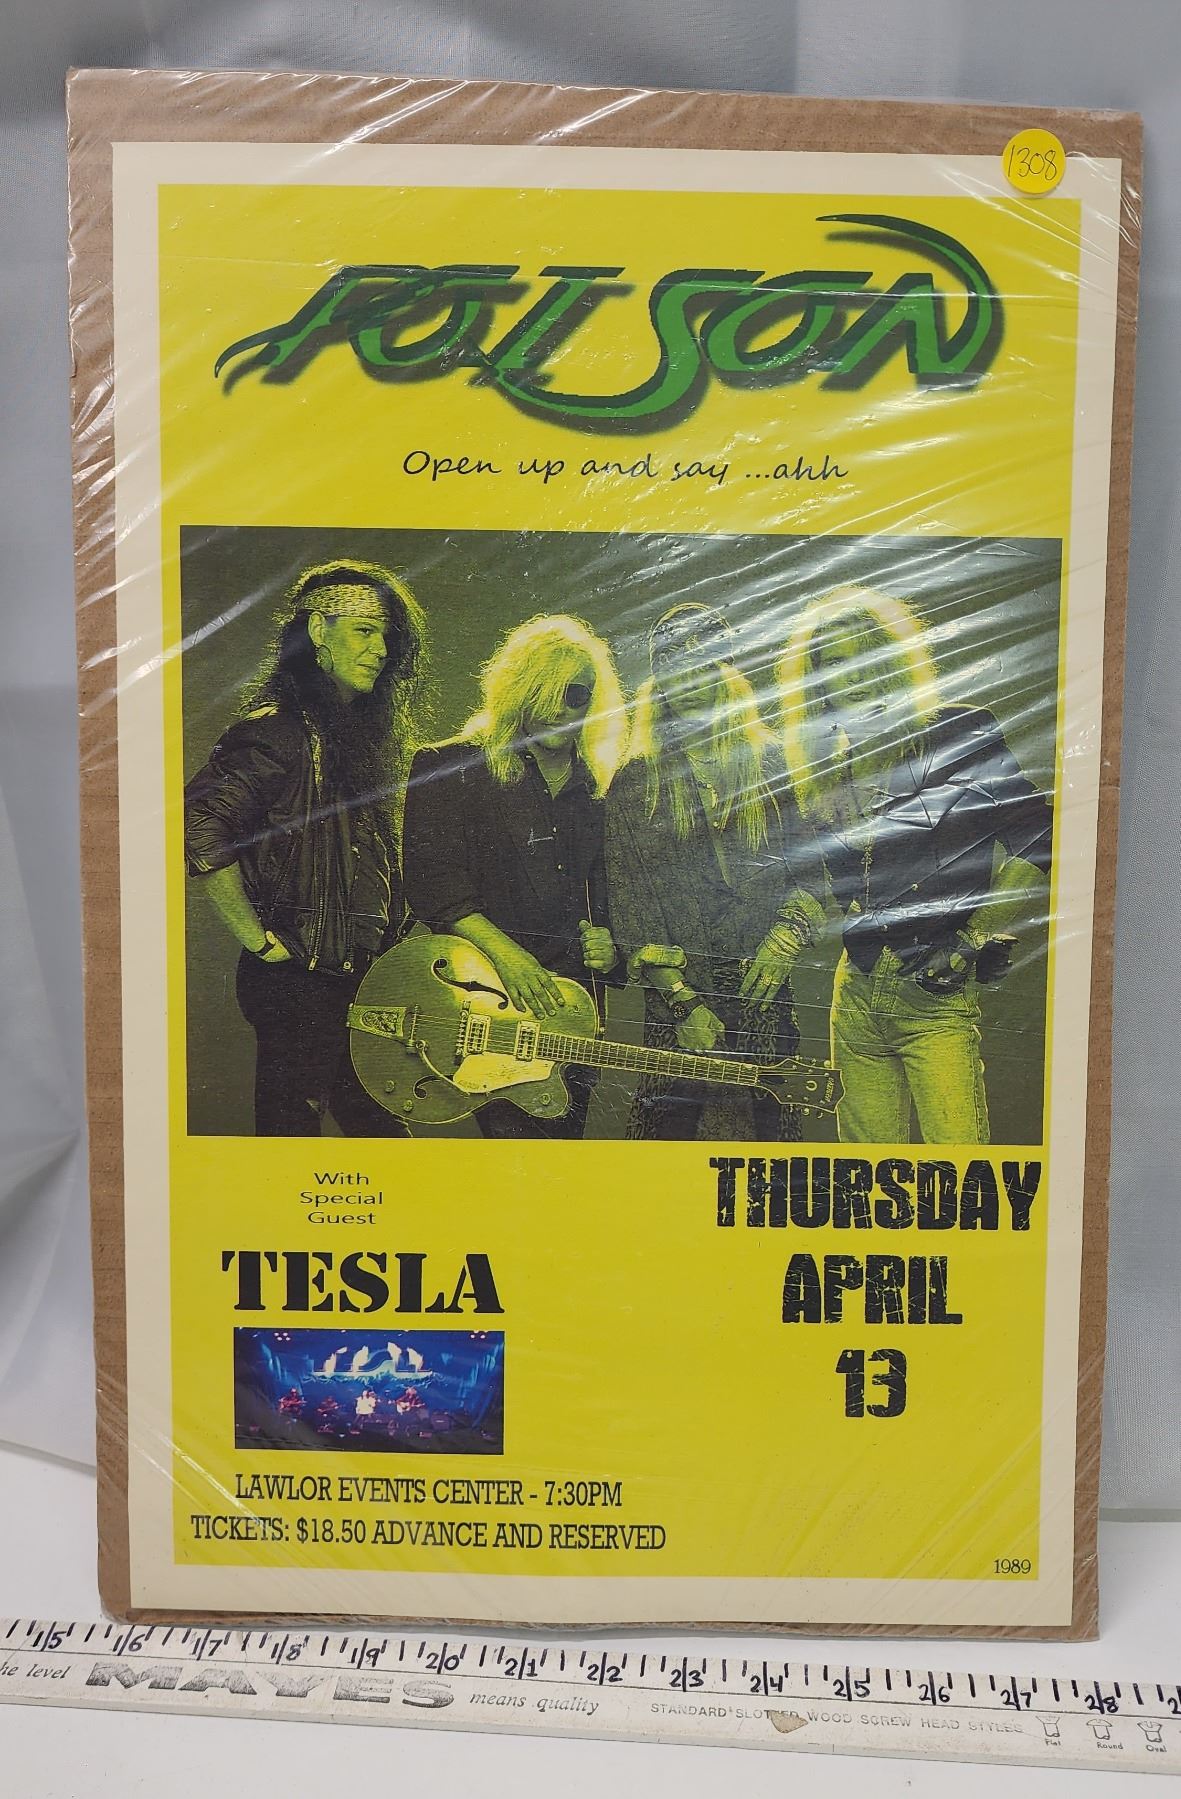 1308
POISON
Open up and say ...ahh
With
Special
Guest
TESLA
THURSDAY
APRIL
13
LAWLOR EVENTS CENTER - 7:30PM
TICKETS: $18.50 ADVANCE AND RESERVED
1989
15 16 17 18 19 20 21 22 23 24 25 26 27 28
he level MAYES means quality STANDARD SLOTTED WOOD SCREW HEAD STYLES
Flat Round Oval